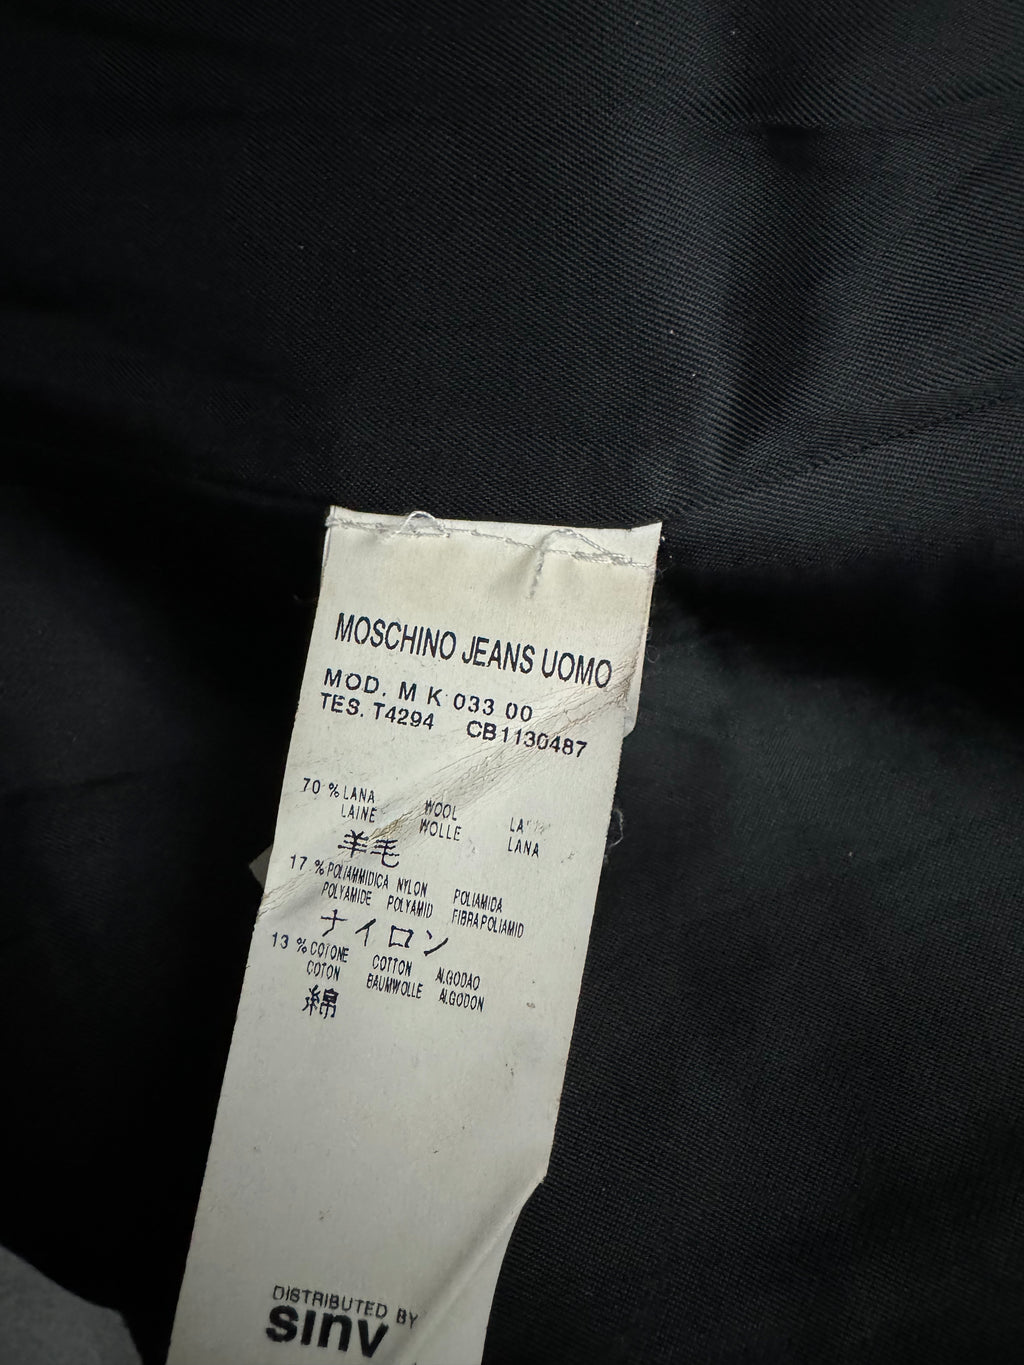 MOSCHINO JEANS UOMO
MOD. M K 033 00
TES. T4294 CB1130487
70 % LANA WOOL
LAINE WOLLE LANA
羊毛
17 % POLIAMMIDICA NYLON POLIAMIDA
POLYAMIDE POLYAMID FIBRAPOLIAMID
ナイロン
13 % COTONE COTTON ALGODAO
COTON BAUMWOLLE ALGODON
綿
DISTRIBUTED BY
sinv